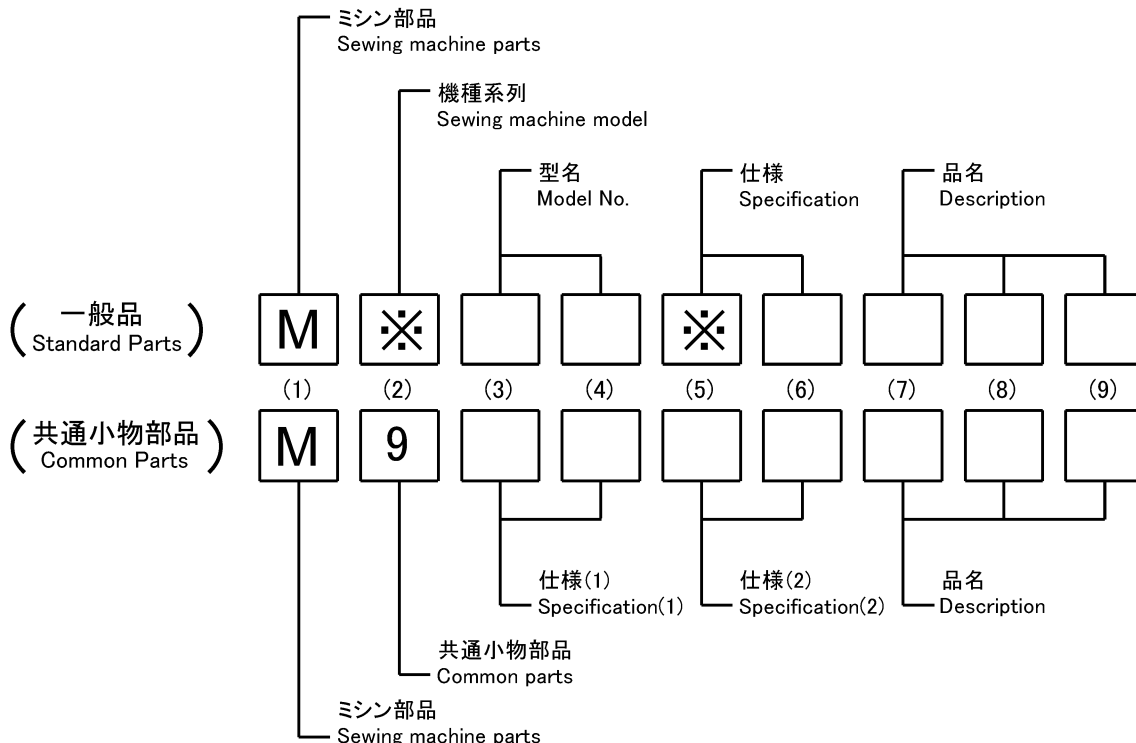 ミシン部品
Sewing machine parts
機種系列
Sewing machine model
型名
Model No.
仕様
Specification
品名
Description
(一般品
Standard Parts)
M ※ ※
(1) (2) (3) (4) (5) (6) (7) (8) (9)
(共通小物部品
Common Parts)
M 9
仕様(1)
Specification(1)
仕様(2)
Specification(2)
品名
Description
共通小物部品
Common parts
ミシン部品
Sewing machine parts